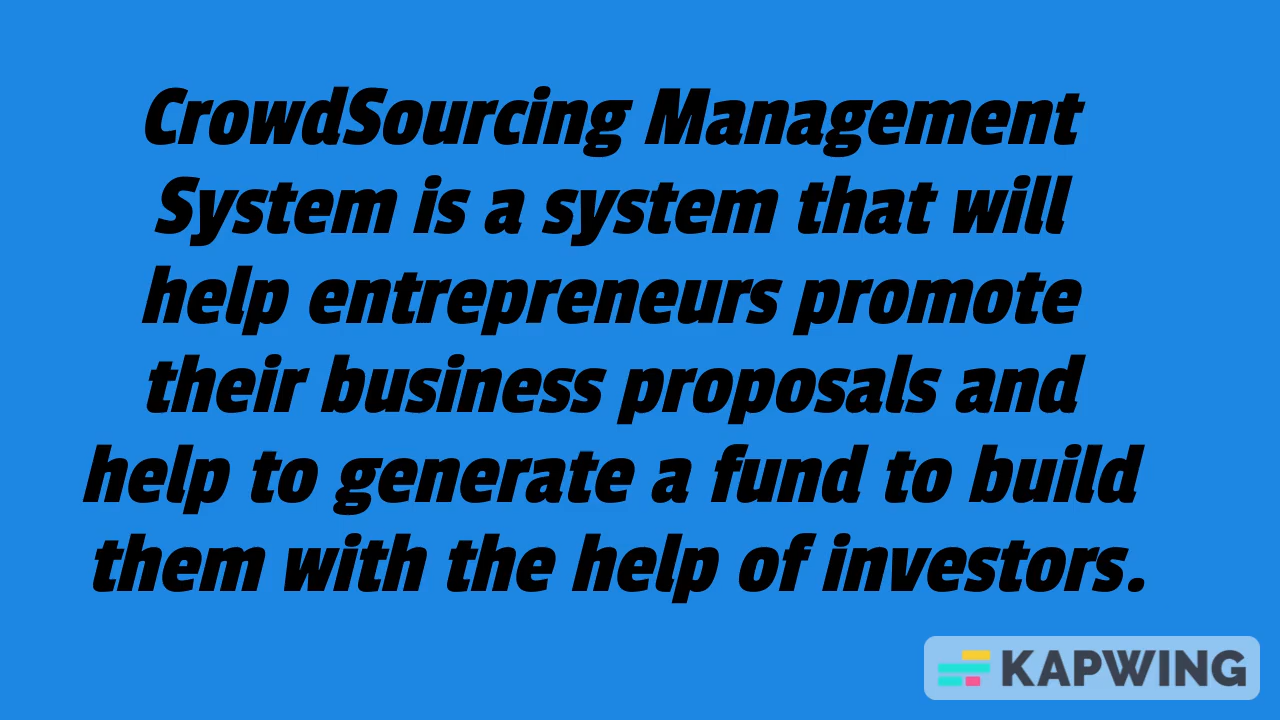 CrowdSourcing Management
System is a system that will
help entrepreneurs promote
their business proposals and
help to generate a fund to build
them with the help of investors.
KAPWING